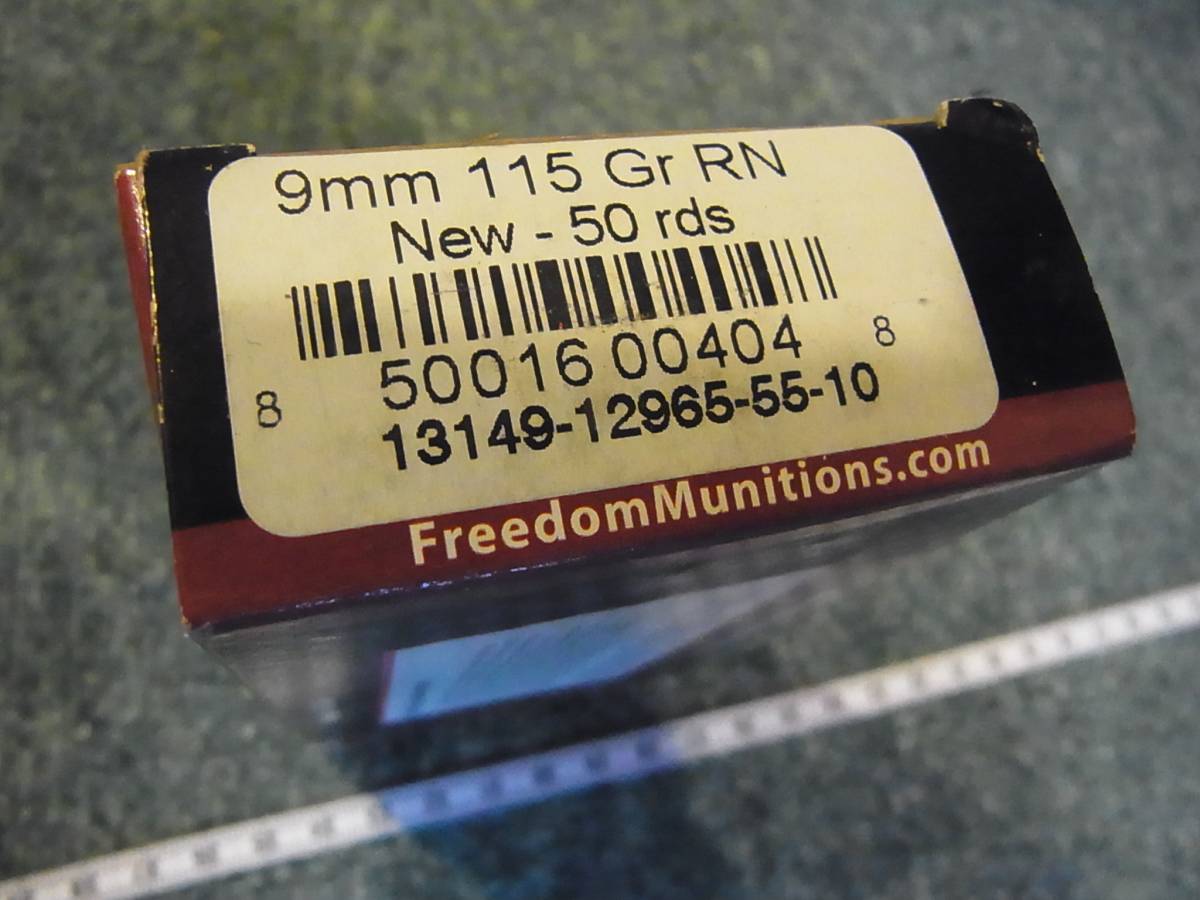 9mm 115 Gr RN
New - 50 rds
8 50016 00404 8
13149-12965-55-10
FreedomMunitions.com